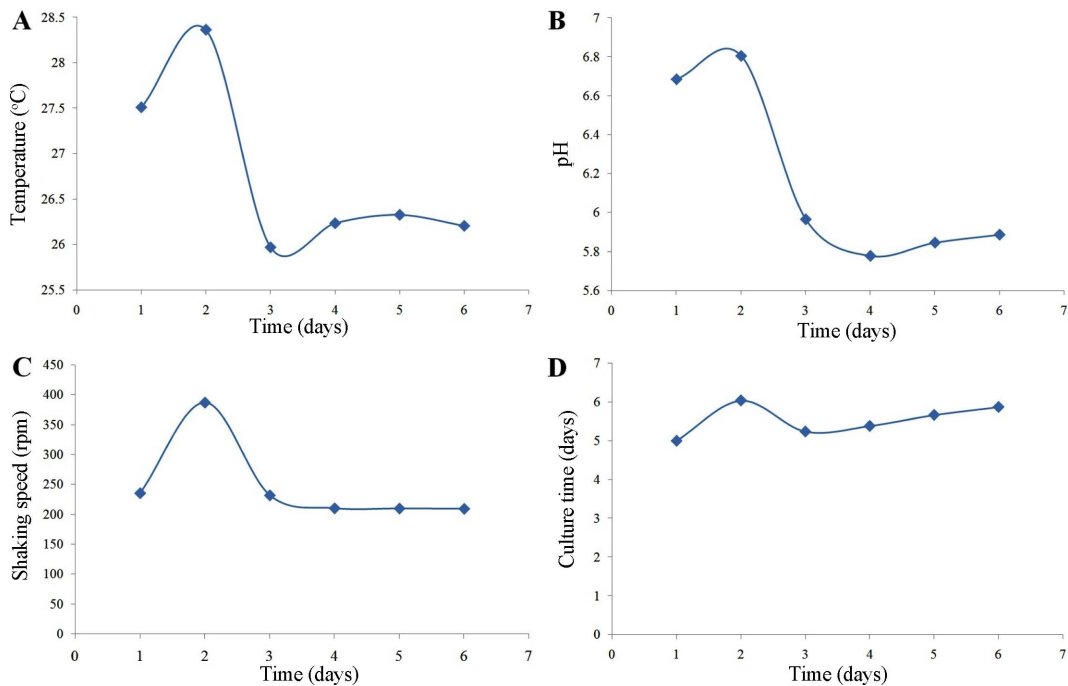 A
Temperature (°C)
28.5
28
27.5
27
26.5
26
25.5
0 1 2 3 4 5 6 7
Time (days)
B
pH
7
6.8
6.6
6.4
6.2
6
5.8
5.6
0 1 2 3 4 5 6 7
Time (days)
C
Shaking speed (rpm)
450
400
350
300
250
200
150
100
50
0
0 1 2 3 4 5 6 7
Time (days)
D
Culture time (days)
7
6
5
4
3
2
1
0
0 1 2 3 4 5 6 7
Time (days)